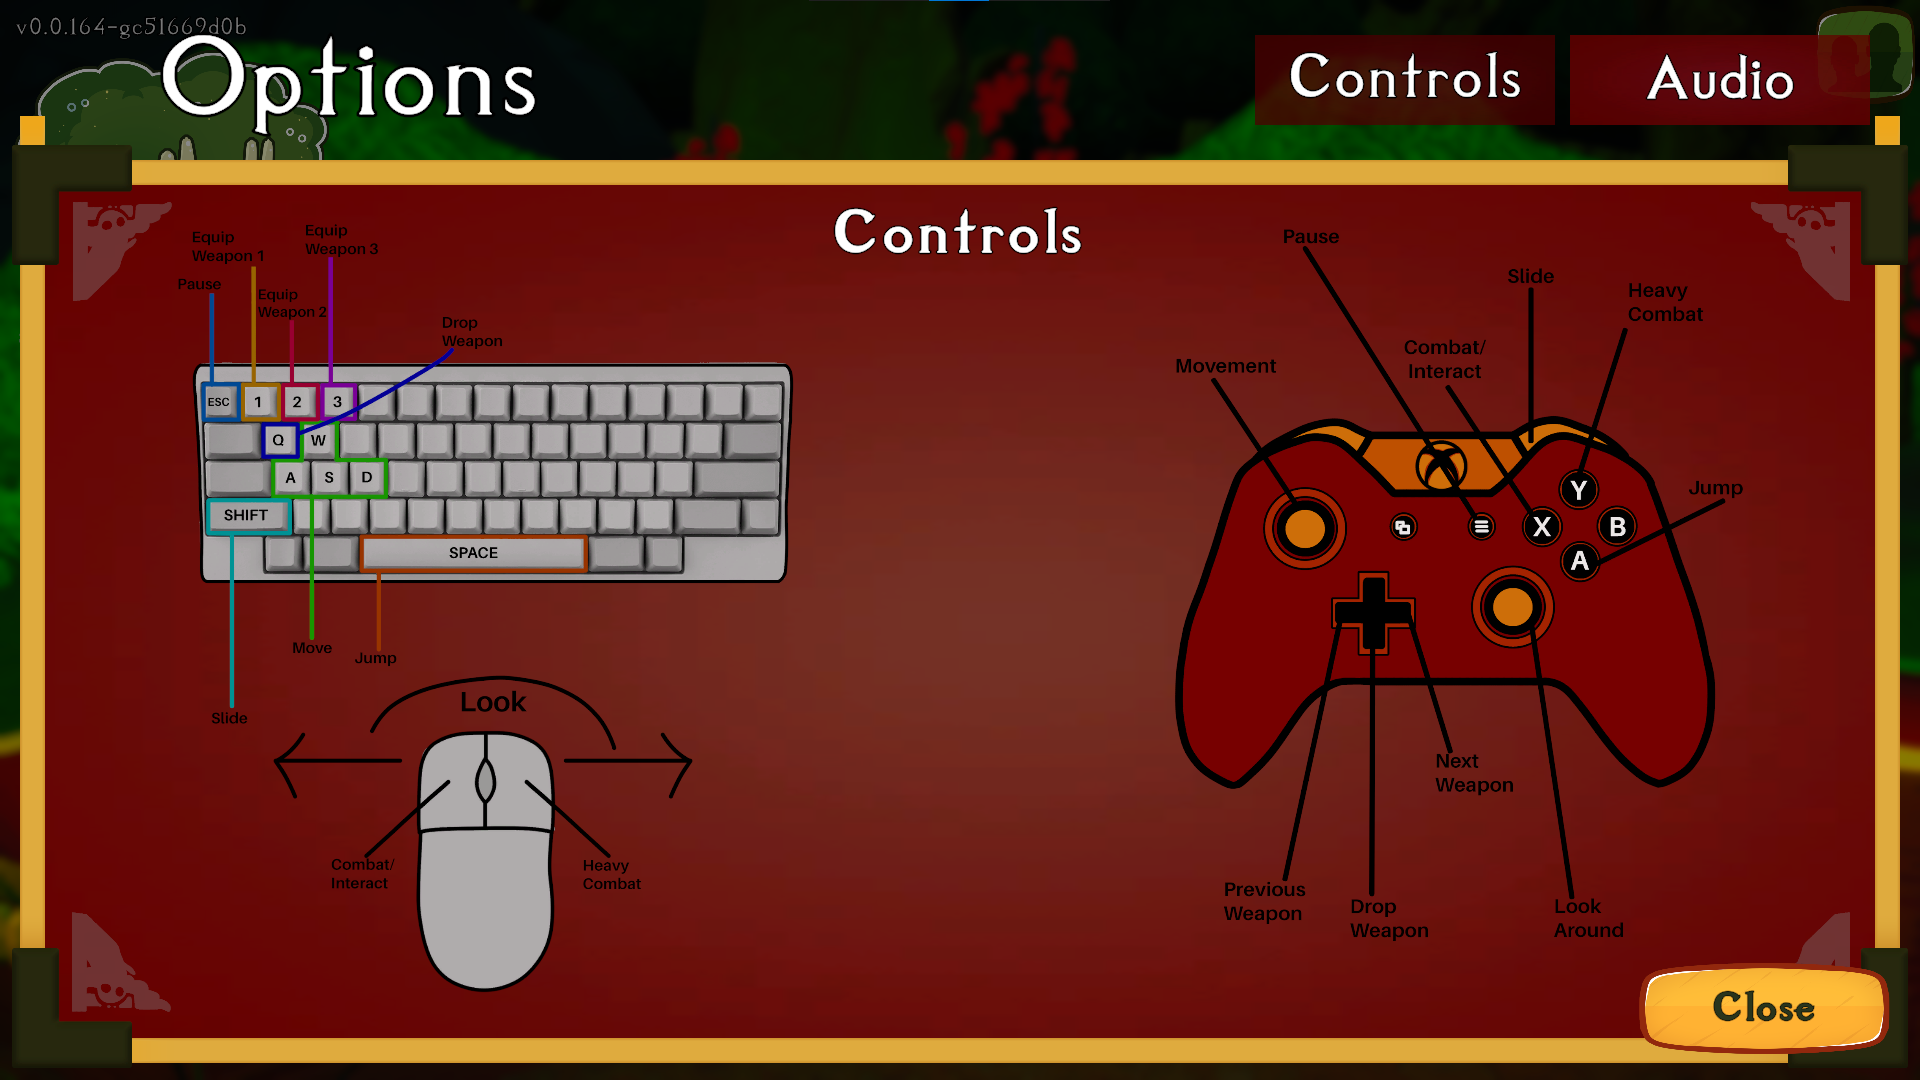 v0.0.164-gc51669d0b
Options
Controls
Audio
Controls
Equip
Weapon 1
Equip
Weapon 3
Pause
Equip
Weapon 2
Drop
Weapon
ESC
1
2
3
Q
W
A
S
D
SHIFT
SPACE
Move
Jump
Slide
Look
Combat/
Interact
Heavy
Combat
Pause
Slide
Heavy
Combat
Combat/
Interact
Movement
Jump
Y
X
B
A
Next
Weapon
Previous
Weapon
Drop
Weapon
Look
Around
Close